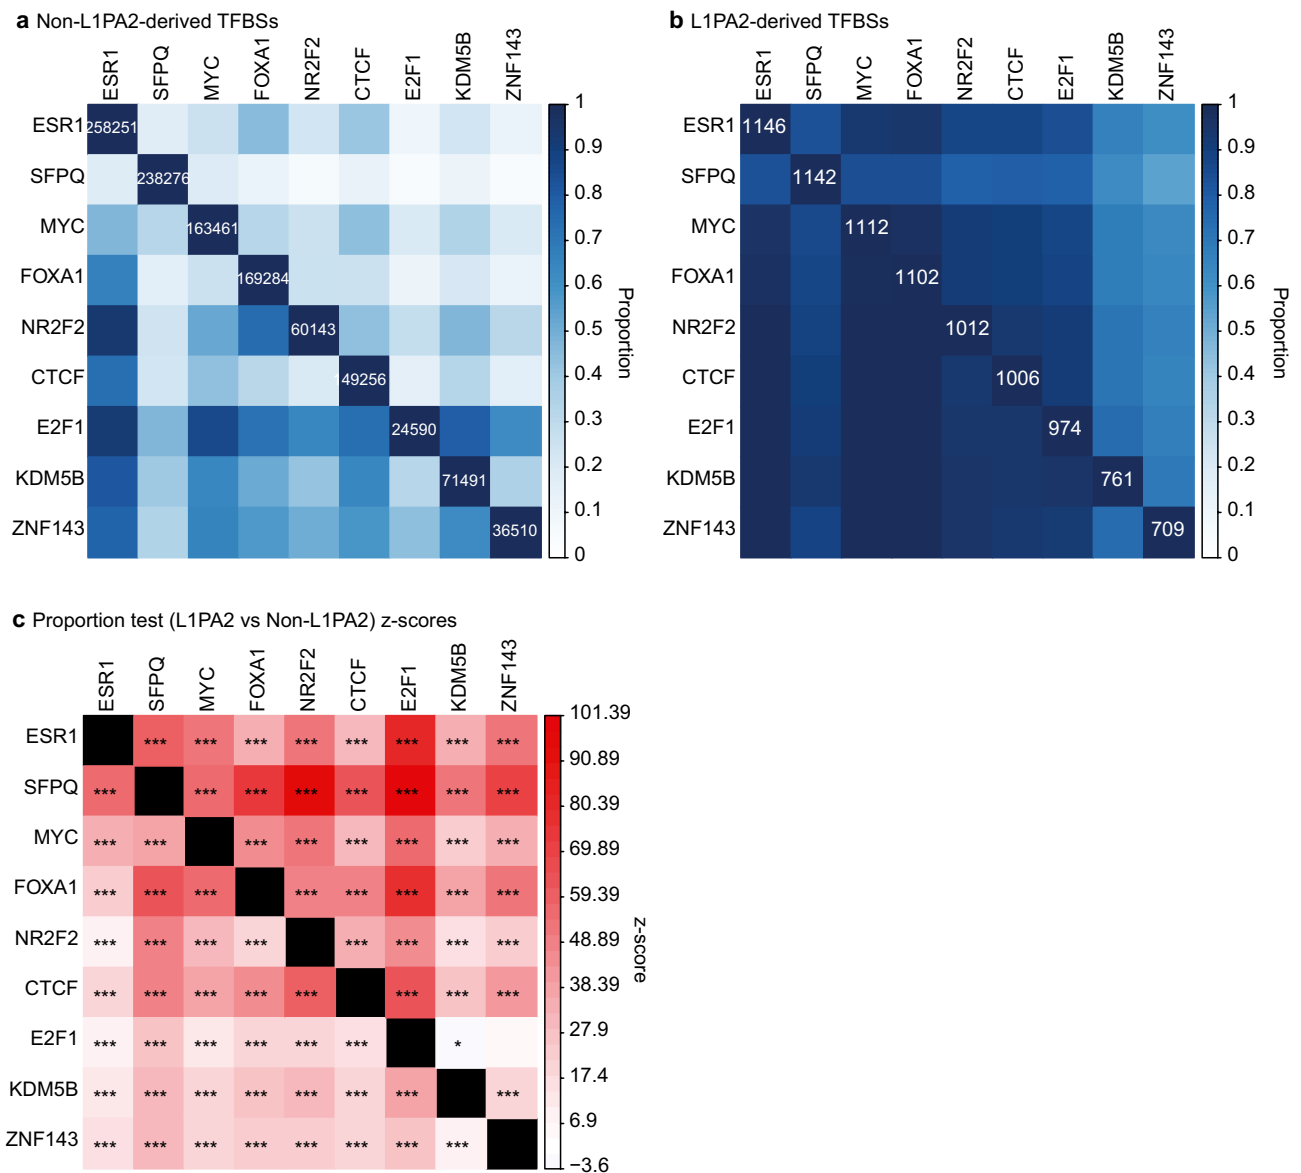 a Non-L1PA2-derived TFBSs
ESR1 SFPQ MYC FOXA1 NR2F2 CTCF E2F1 KDM5B ZNF143
ESR1 258251
SFPQ 238276
MYC 163461
FOXA1 169284
NR2F2 60143
CTCF 49256
E2F1 24590
KDM5B 71491
ZNF143 36510
1
0.9
0.8
0.7
0.6
0.5
0.4
0.3
0.2
0.1
0
Proportion
b L1PA2-derived TFBSs
ESR1 SFPQ MYC FOXA1 NR2F2 CTCF E2F1 KDM5B ZNF143
ESR1 1146
SFPQ 1142
MYC 1112
FOXA1 1102
NR2F2 1012
CTCF 1006
E2F1 974
KDM5B 761
ZNF143 709
1
0.9
0.8
0.7
0.6
0.5
0.4
0.3
0.2
0.1
0
Proportion
c Proportion test (L1PA2 vs Non-L1PA2) z-scores
ESR1 SFPQ MYC FOXA1 NR2F2 CTCF E2F1 KDM5B ZNF143
ESR1 *** *** *** *** *** *** *** ***
SFPQ *** *** *** *** *** *** *** ***
MYC *** *** *** *** *** *** *** ***
FOXA1 *** *** *** *** *** *** *** ***
NR2F2 *** *** *** *** *** *** *** ***
CTCF *** *** *** *** *** *** *** ***
E2F1 *** *** *** *** *** *** *
KDM5B *** *** *** *** *** *** *** ***
ZNF143 *** *** *** *** *** *** *** ***
101.39
90.89
80.39
69.89
59.39
48.89
38.39
27.9
17.4
6.9
−3.6
z-score